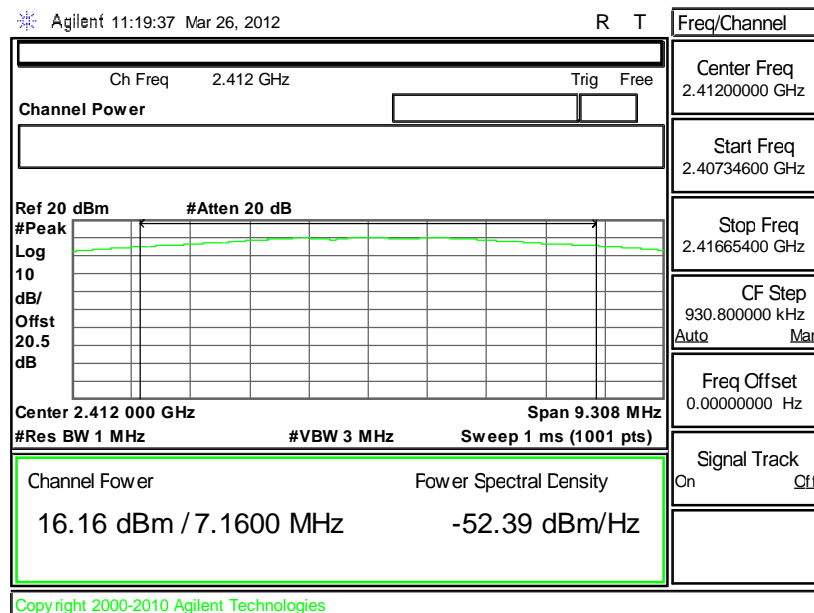 Agilent 11:19:37 Mar 26, 2012 R T
Freq/Channel
Ch Freq 2.412 GHz Trig Free
Channel Power
Center Freq
2.41200000 GHz
Start Freq
2.40734600 GHz
Stop Freq
2.41665400 GHz
CF Step
930.800000 kHz
Auto Man
Freq Offset
0.00000000 Hz
Signal Track
On Off
Ref 20 dBm #Atten 20 dB
#Peak
Log
10
dB/
Offst
20.5
dB
Center 2.412 000 GHz Span 9.308 MHz
#Res BW 1 MHz #VBW 3 MHz Sweep 1 ms (1001 pts)
Channel Power Power Spectral Density
16.16 dBm / 7.1600 MHz -52.39 dBm/Hz
Copyright 2000-2010 Agilent Technologies